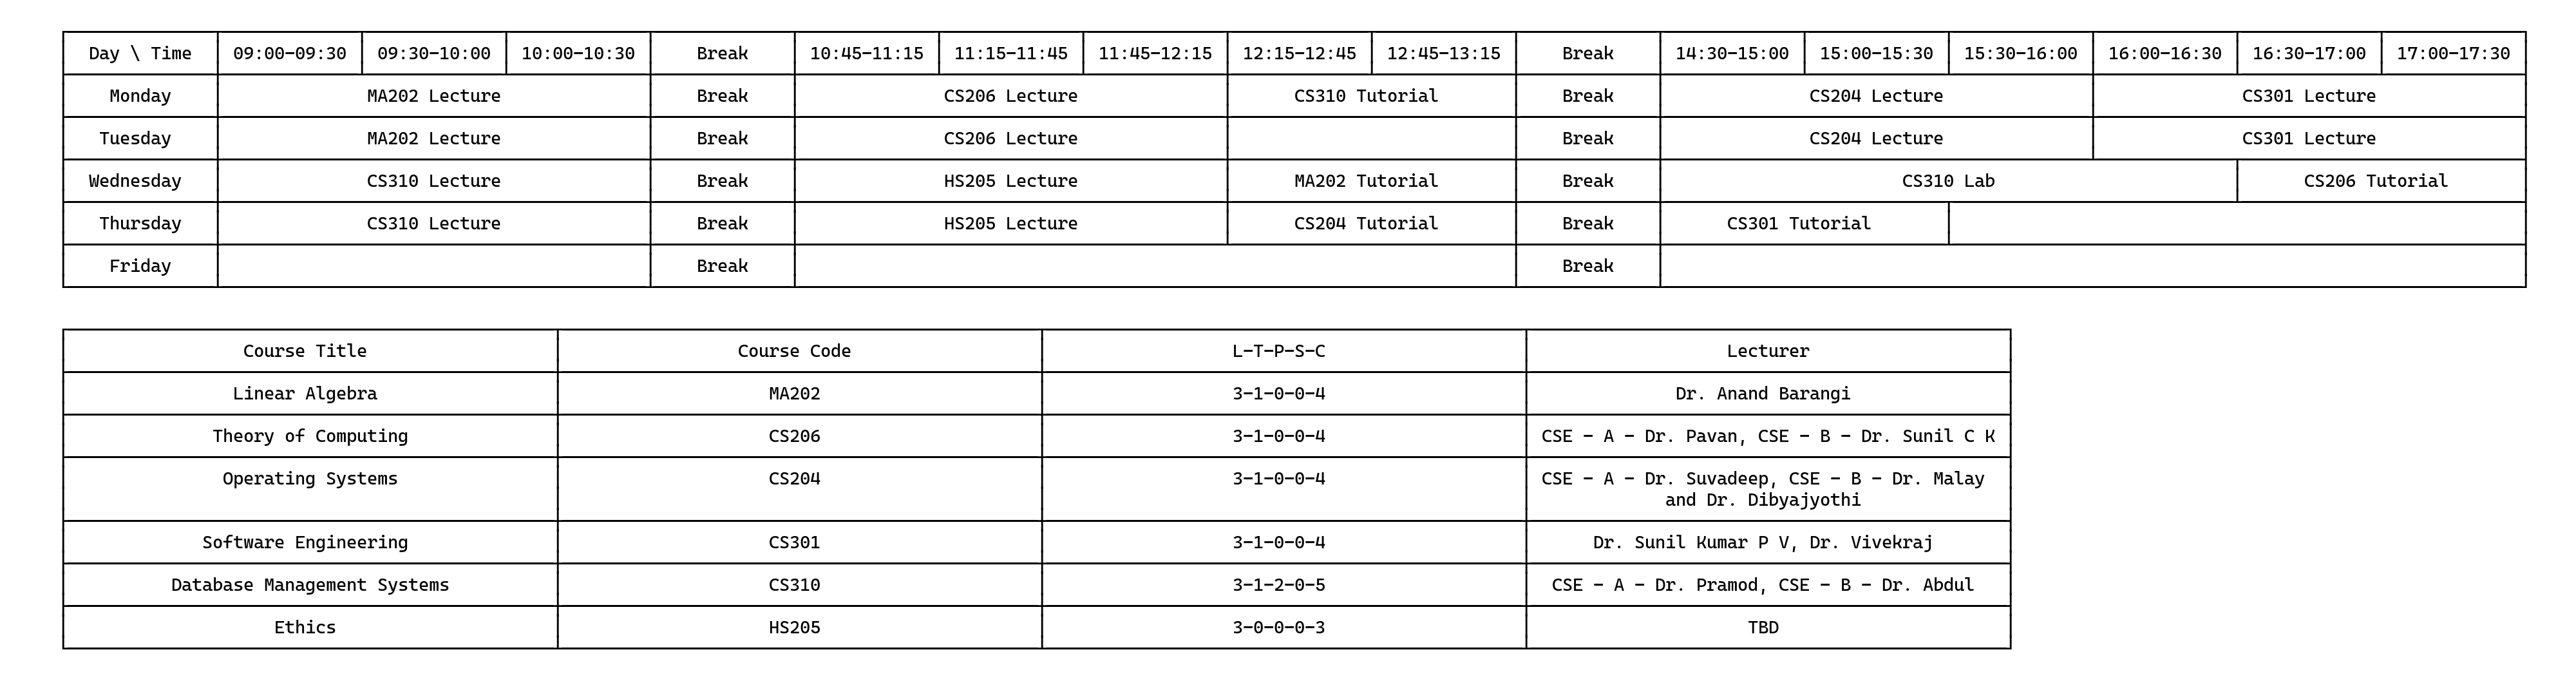 Day \ Time 09:00-09:30 09:30-10:00 10:00-10:30 Break 10:45-11:15 11:15-11:45 11:45-12:15 12:15-12:45 12:45-13:15 Break 14:30-15:00 15:00-15:30 15:30-16:00 16:00-16:30 16:30-17:00 17:00-17:30
Monday MA202 Lecture Break CS206 Lecture CS310 Tutorial Break CS204 Lecture CS301 Lecture
Tuesday MA202 Lecture Break CS206 Lecture Break CS204 Lecture CS301 Lecture
Wednesday CS310 Lecture Break HS205 Lecture MA202 Tutorial Break CS310 Lab CS206 Tutorial
Thursday CS310 Lecture Break HS205 Lecture CS204 Tutorial Break CS301 Tutorial
Friday Break Break
Course Title Course Code L-T-P-S-C Lecturer
Linear Algebra MA202 3-1-0-0-4 Dr. Anand Barangi
Theory of Computing CS206 3-1-0-0-4 CSE - A - Dr. Pavan, CSE - B - Dr. Sunil C K
Operating Systems CS204 3-1-0-0-4 CSE - A - Dr. Suvadeep, CSE - B - Dr. Malay
and Dr. Dibyajyothi
Software Engineering CS301 3-1-0-0-4 Dr. Sunil Kumar P V, Dr. Vivekraj
Database Management Systems CS310 3-1-2-0-5 CSE - A - Dr. Pramod, CSE - B - Dr. Abdul
Ethics HS205 3-0-0-0-3 TBD